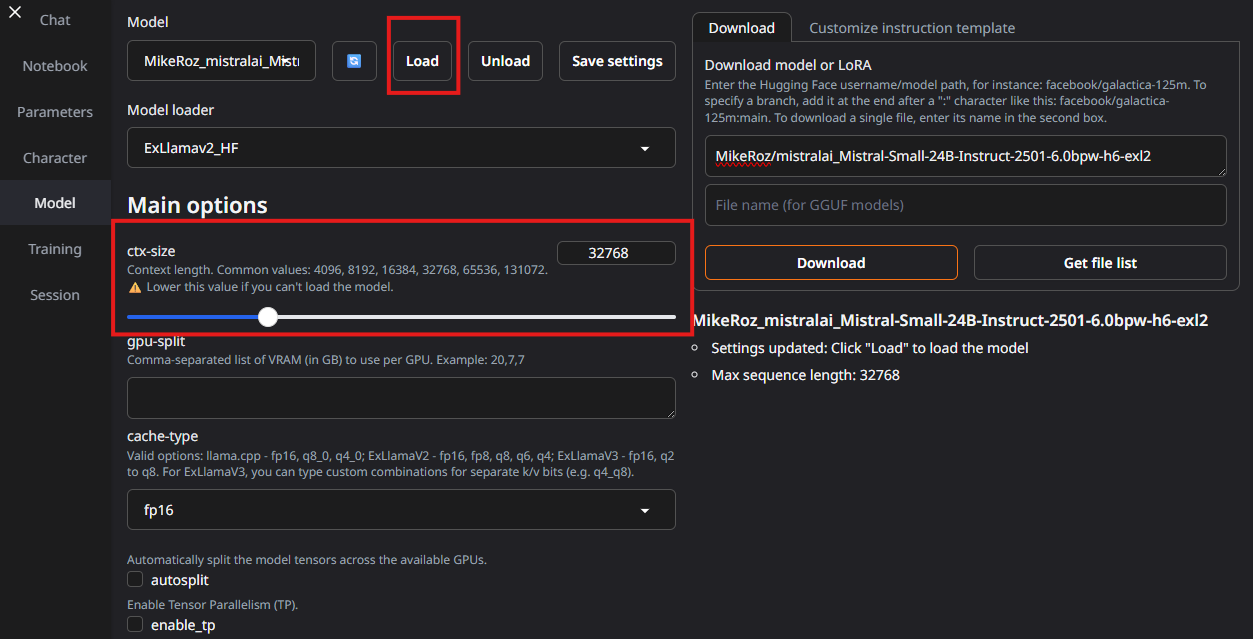 Chat
Notebook
Parameters
Character
Model
Training
Session
Model
MikeRoz_mistralai_Mistr
Load
Unload
Save settings
Model loader
ExLlamav2_HF
Main options
ctx-size
32768
Context length. Common values: 4096, 8192, 16384, 32768, 65536, 131072.
⚠ Lower this value if you can't load the model.
gpu-split
Comma-separated list of VRAM (in GB) to use per GPU. Example: 20,7,7
cache-type
Valid options: llama.cpp - fp16, q8_0, q4_0; ExLlamaV2 - fp16, fp8, q8, q6, q4; ExLlamaV3 - fp16, q2
to q8. For ExLlamaV3, you can type custom combinations for separate k/v bits (e.g. q4_q8).
fp16
Automatically split the model tensors across the available GPUs.
autosplit
Enable Tensor Parallelism (TP).
enable_tp
Download
Customize instruction template
Download model or LoRA
Enter the Hugging Face username/model path, for instance: facebook/galactica-125m. To
specify a branch, add it at the end after a ":" character like this: facebook/galactica-
125m:main. To download a single file, enter its name in the second box.
MikeRoz/mistralai_Mistral-Small-24B-Instruct-2501-6.0bpw-h6-exl2
File name (for GGUF models)
Download
Get file list
MikeRoz_mistralai_Mistral-Small-24B-Instruct-2501-6.0bpw-h6-exl2
Settings updated: Click "Load" to load the model
Max sequence length: 32768